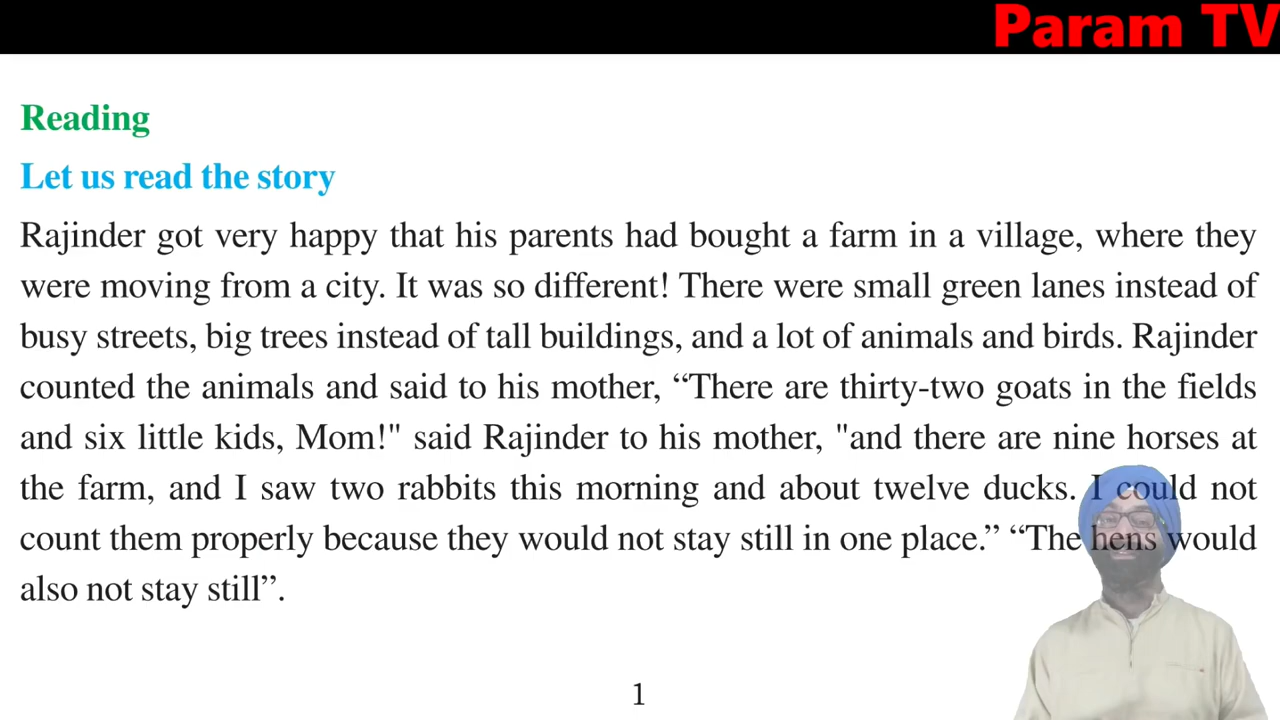 Param TV
Reading
Let us read the story
Rajinder got very happy that his parents had bought a farm in a village, where they
were moving from a city. It was so different! There were small green lanes instead of
busy streets, big trees instead of tall buildings, and a lot of animals and birds. Rajinder
counted the animals and said to his mother, “There are thirty-two goats in the fields
and six little kids, Mom!" said Rajinder to his mother, "and there are nine horses at
the farm, and I saw two rabbits this morning and about twelve ducks. I could not
count them properly because they would not stay still in one place.” “The hens would
also not stay still”.
1